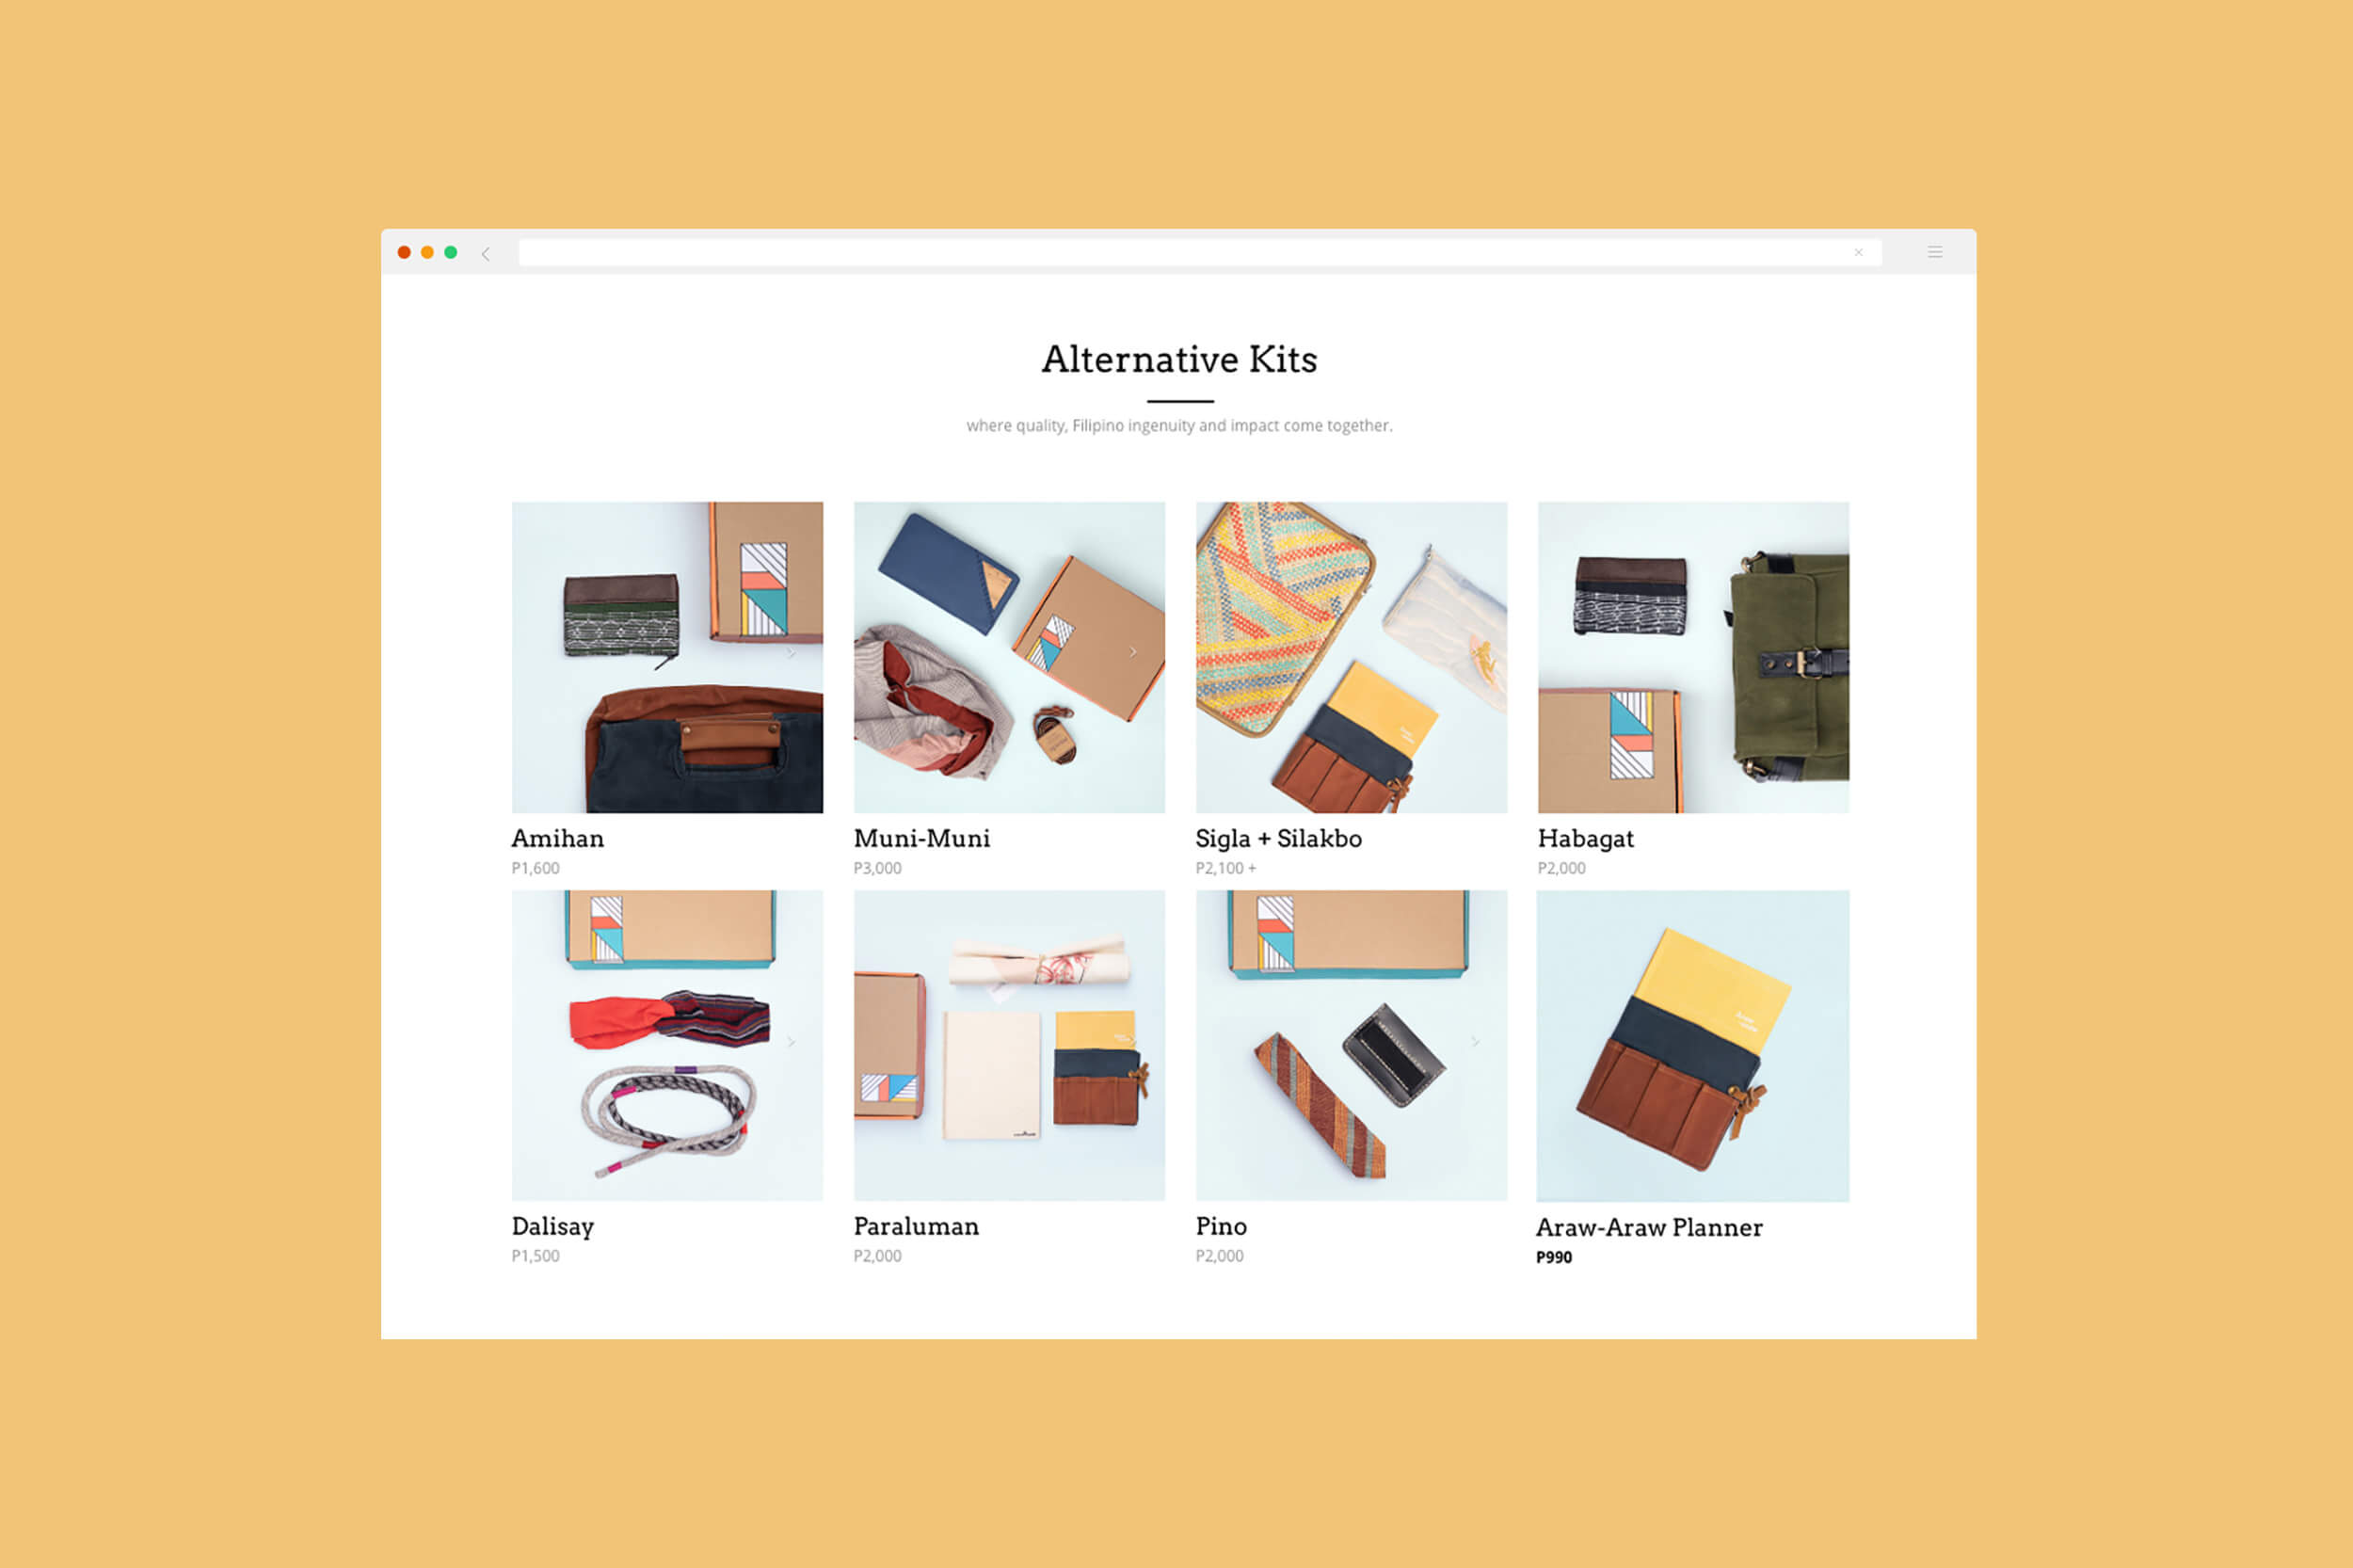 Alternative Kits
where quality, Filipino ingenuity and impact come together.
Amihan
P1,600
Muni-Muni
P3,000
Sigla + Silakbo
P2,100 +
Habagat
P2,000
Dalisay
P1,500
Paraluman
P2,000
Pino
P2,000
Araw-Araw Planner
P990